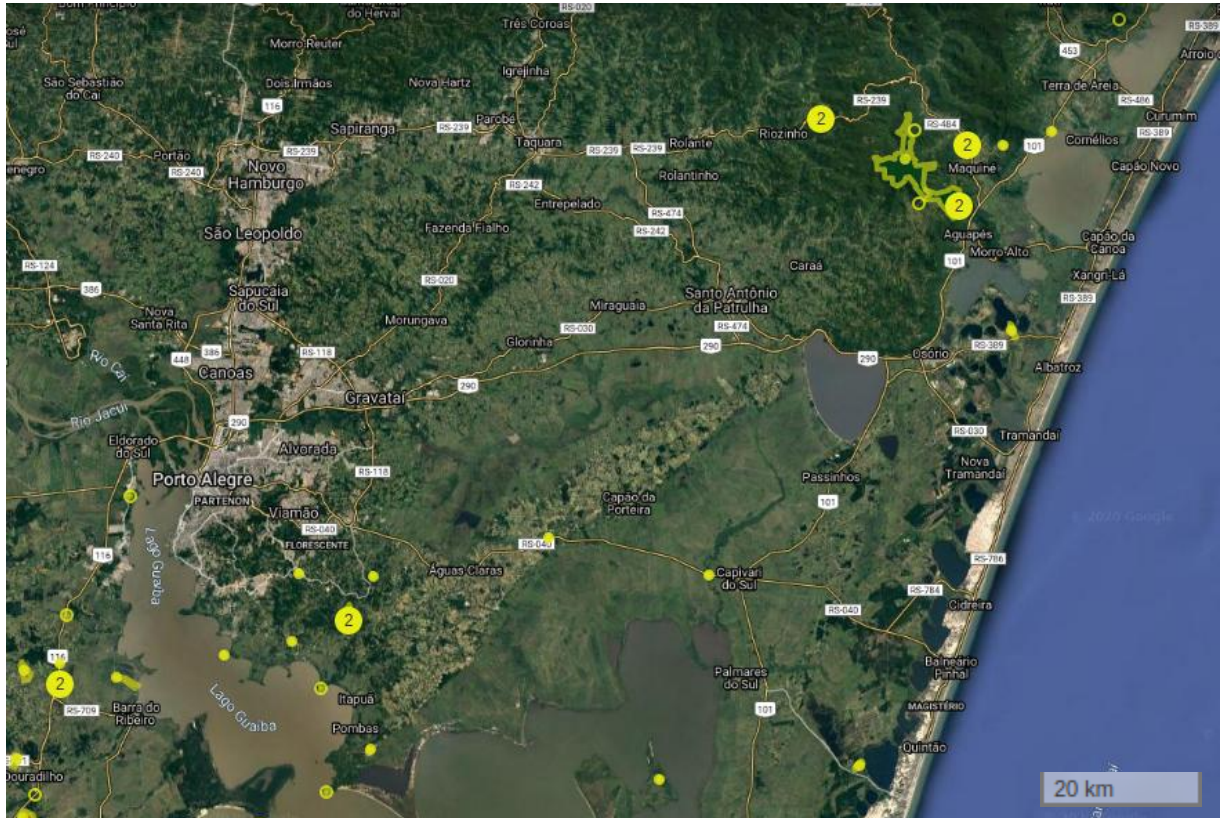 RS-020
do Herval
Três Coroas
RS-389
Morro Reuter
453
Arroio
Igrejinha
São Sebastião
do Caí
Dois Irmãos
Nova Hartz
Terra de Areia
116
RS-239
RS-486
Parobé
Curumim
Sapiranga
RS-239
2
Riozinho
RS-484
Cornélios
RS-389
Taquara
RS-239
RS-239
Rolante
2
101
RS-240
Portão
RS-239
Maquiné
Capão Novo
RS-240
Novo
Hamburgo
Rolantinho
RS-242
Entrepelado
RS-474
2
RS-242
Fazenda Fialho
São Leopoldo
Aguapés
Capão da
Canoa
Morro Alto
RS-124
101
Caraá
Xangri-Lá
386
RS-020
Sapucaia
do Sul
Santo Antônio
da Patrulha
RS-389
Nova
Santa Rita
Miraguaia
Morungava
RS-030
RS-474
Glorinha
RS-389
448
386
RS-118
290
290
Osório
Albatroz
Rio Caí
Canoas
290
Gravataí
Rio Jacuí
290
RS-030
Eldorado
do Sul
Tramandaí
Alvorada
RS-118
Nova
Tramandaí
Porto Alegre
Passinhos
PARTENON
Capão da
Porteira
101
Viamão
© 2020 Google
RS-040
FLORESCENTE
RS-040
116
RS-786
Lago Guaíba
Águas Claras
Capivari
do Sul
RS-784
Cidreira
RS-040
2
116
Balneário
Pinhal
Palmares
do Sul
2
Lago Guaíba
Itapuã
RS-709
Barra do
Ribeiro
101
MAGISTÉRIO
Pombas
Quintão
Douradilho
20 km